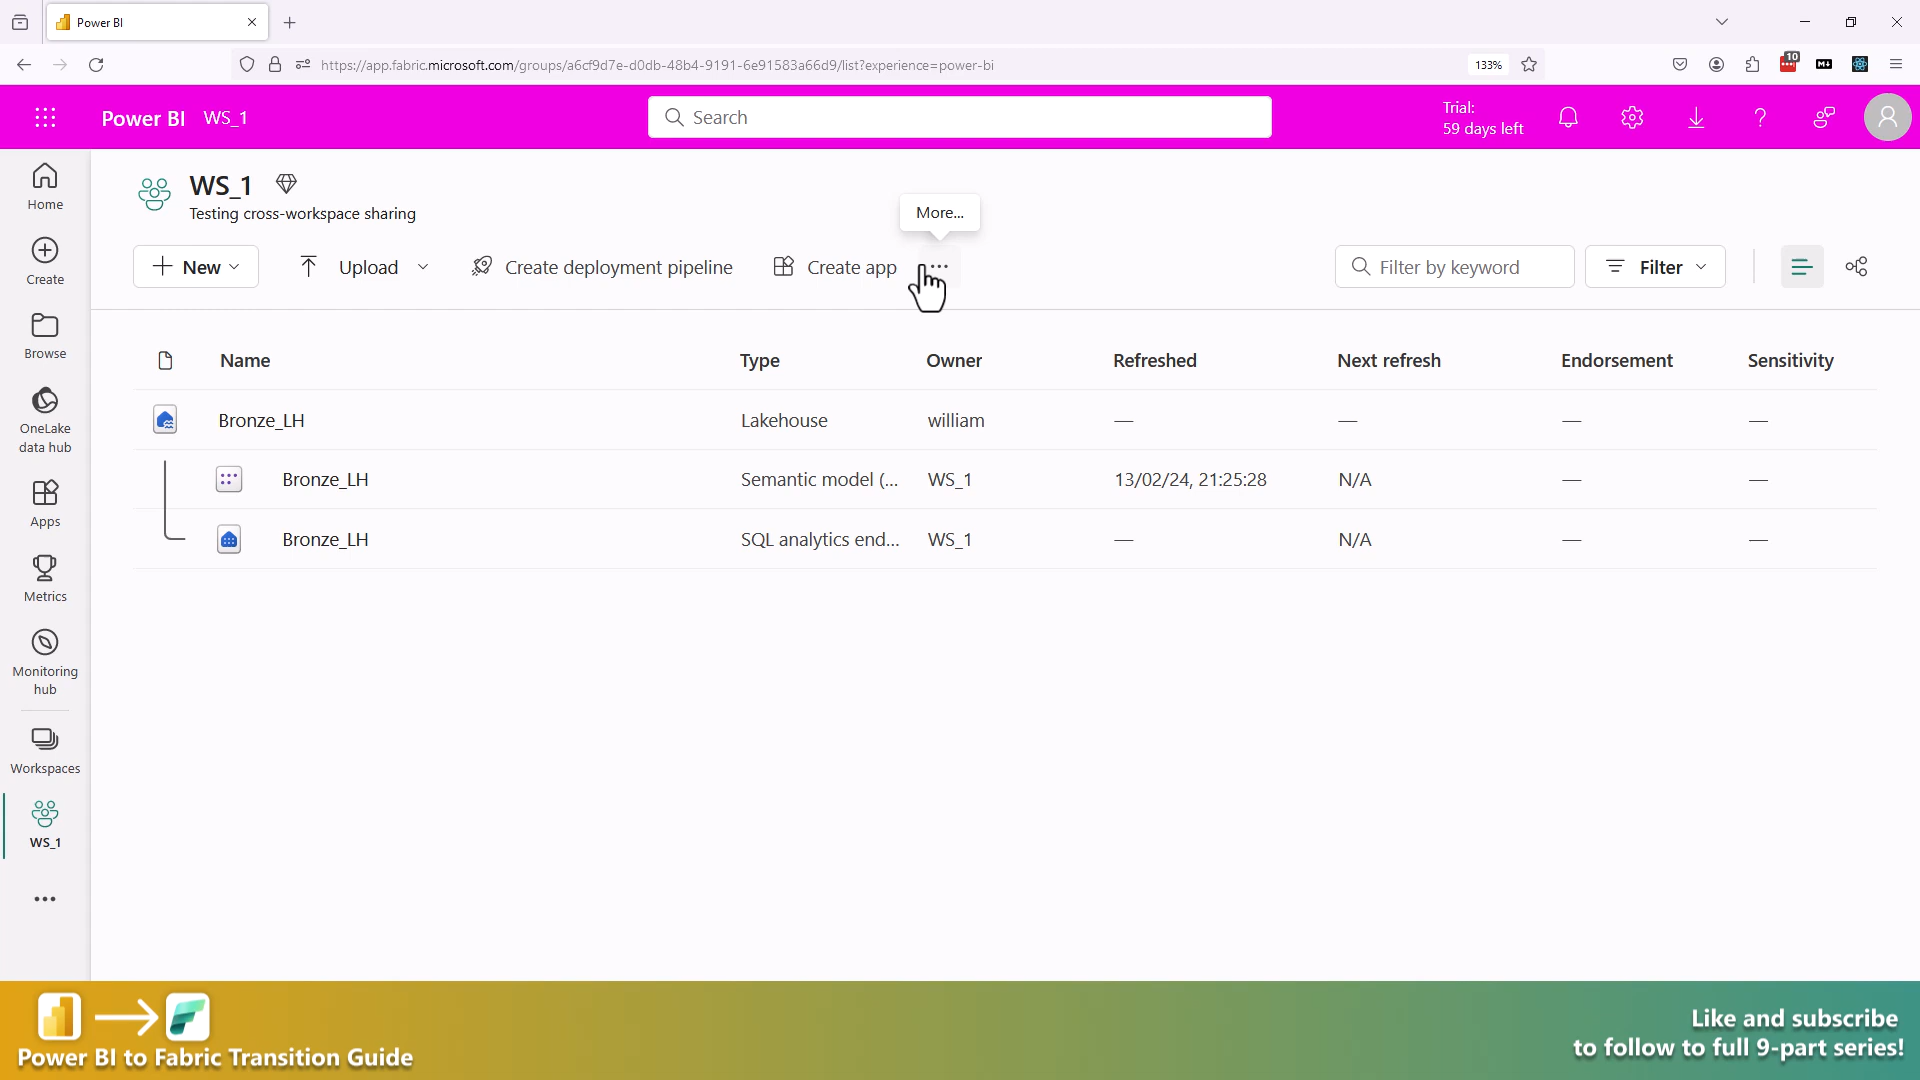 Power BI
https://app.fabric.microsoft.com/groups/a6cf9d7e-d0db-48b4-9191-6e91583a66d9/list?experience=power-bi
133%
10
Power BI WS_1
Search
Trial:
59 days left
Home
Create
Browse
OneLake
data hub
Apps
Metrics
Monitoring
hub
Workspaces
WS_1
WS_1
Testing cross-workspace sharing
More...
New
Upload
Create deployment pipeline
Create app
Filter by keyword
Filter
Name Type Owner Refreshed Next refresh Endorsement Sensitivity
Bronze_LH Lakehouse william — — — —
Bronze_LH Semantic model (... WS_1 13/02/24, 21:25:28 N/A — —
Bronze_LH SQL analytics end... WS_1 — N/A — —
Power BI to Fabric Transition Guide
Like and subscribe
to follow to full 9-part series!